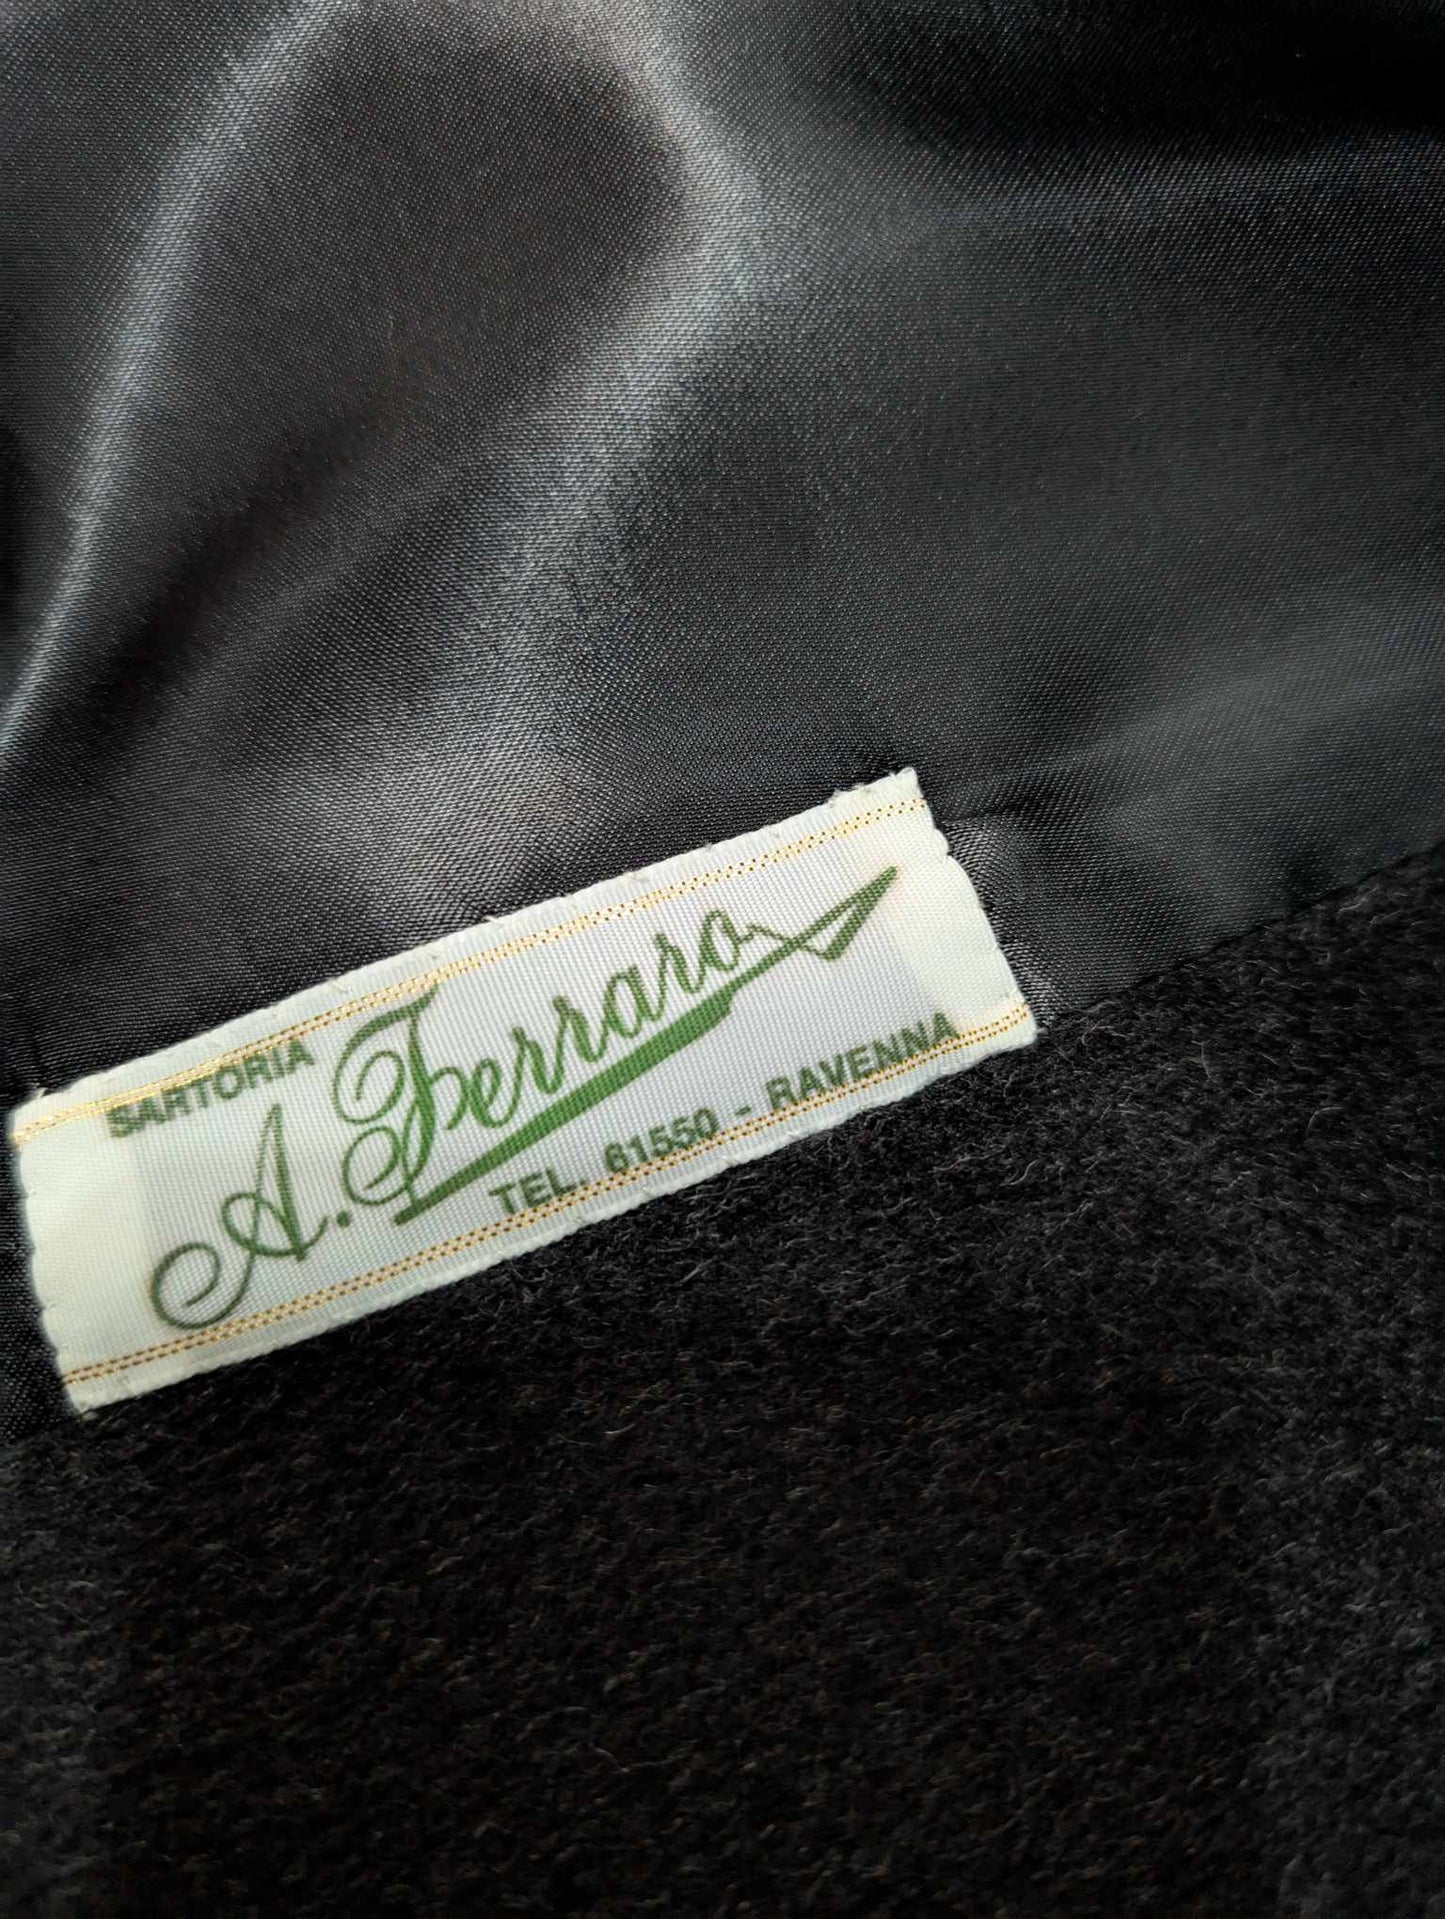 SARTORIA
A. Ferraro
TEL. 61550 - RAVENNA